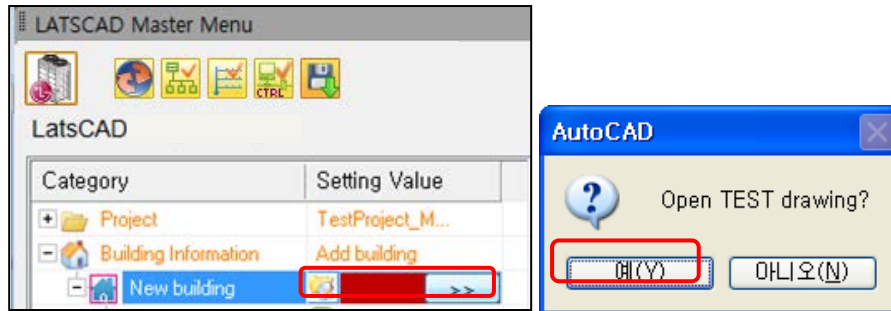 LATSCAD Master Menu
CTRL
LatsCAD
Category Setting Value
Project TestProject_M...
Building Information Add building
New building >>
AutoCAD
Open TEST drawing?
예(Y) 아니오(N)